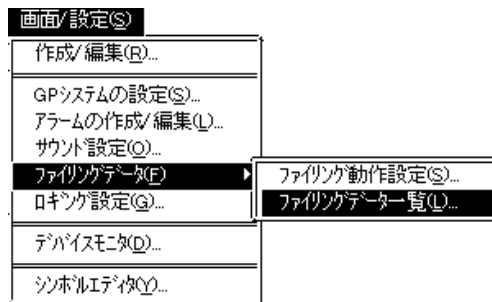 画面/設定(S)
作成/編集(R)...
GPシステムの設定(S)...
アラームの作成/編集(L)...
サウンド設定(O)...
ファイリングデータ(F)
ファイリング動作設定(S)...
ロギング設定(G)...
ファイリングデータ一覧(L)...
デバイスモニタ(D)...
シンボルエディタ(Y)...